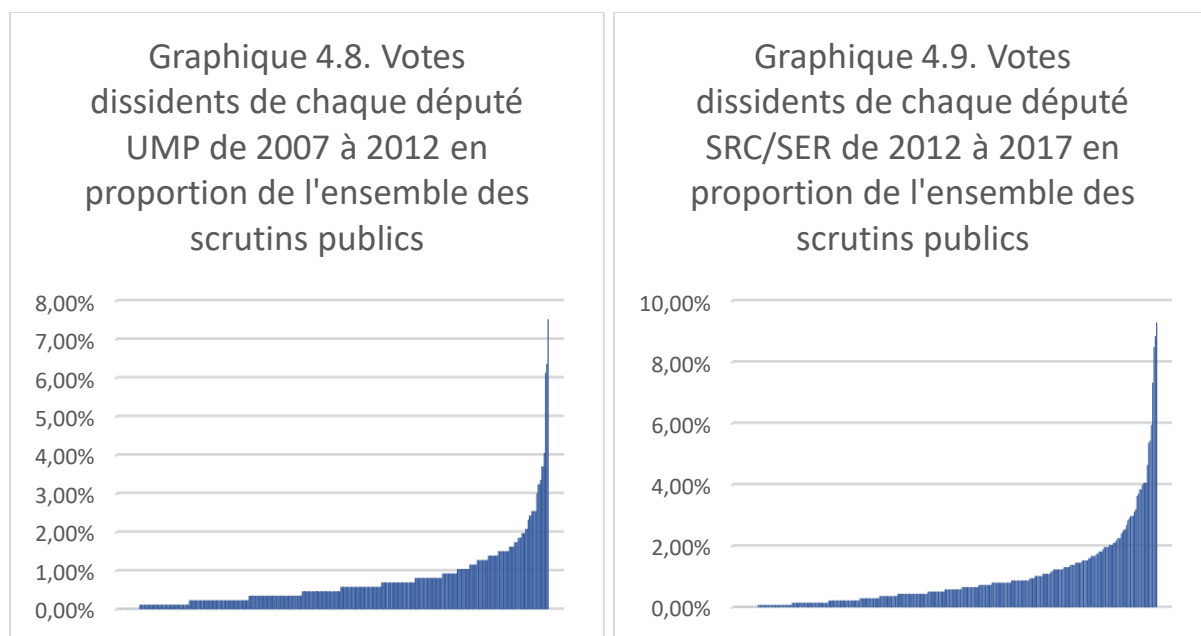 Graphique 4.8. Votes
dissidents de chaque député
UMP de 2007 à 2012 en
proportion de l'ensemble des
scrutins publics
8,00%
7,00%
6,00%
5,00%
4,00%
3,00%
2,00%
1,00%
0,00%
Graphique 4.9. Votes
dissidents de chaque député
SRC/SER de 2012 à 2017 en
proportion de l'ensemble des
scrutins publics
10,00%
8,00%
6,00%
4,00%
2,00%
0,00%